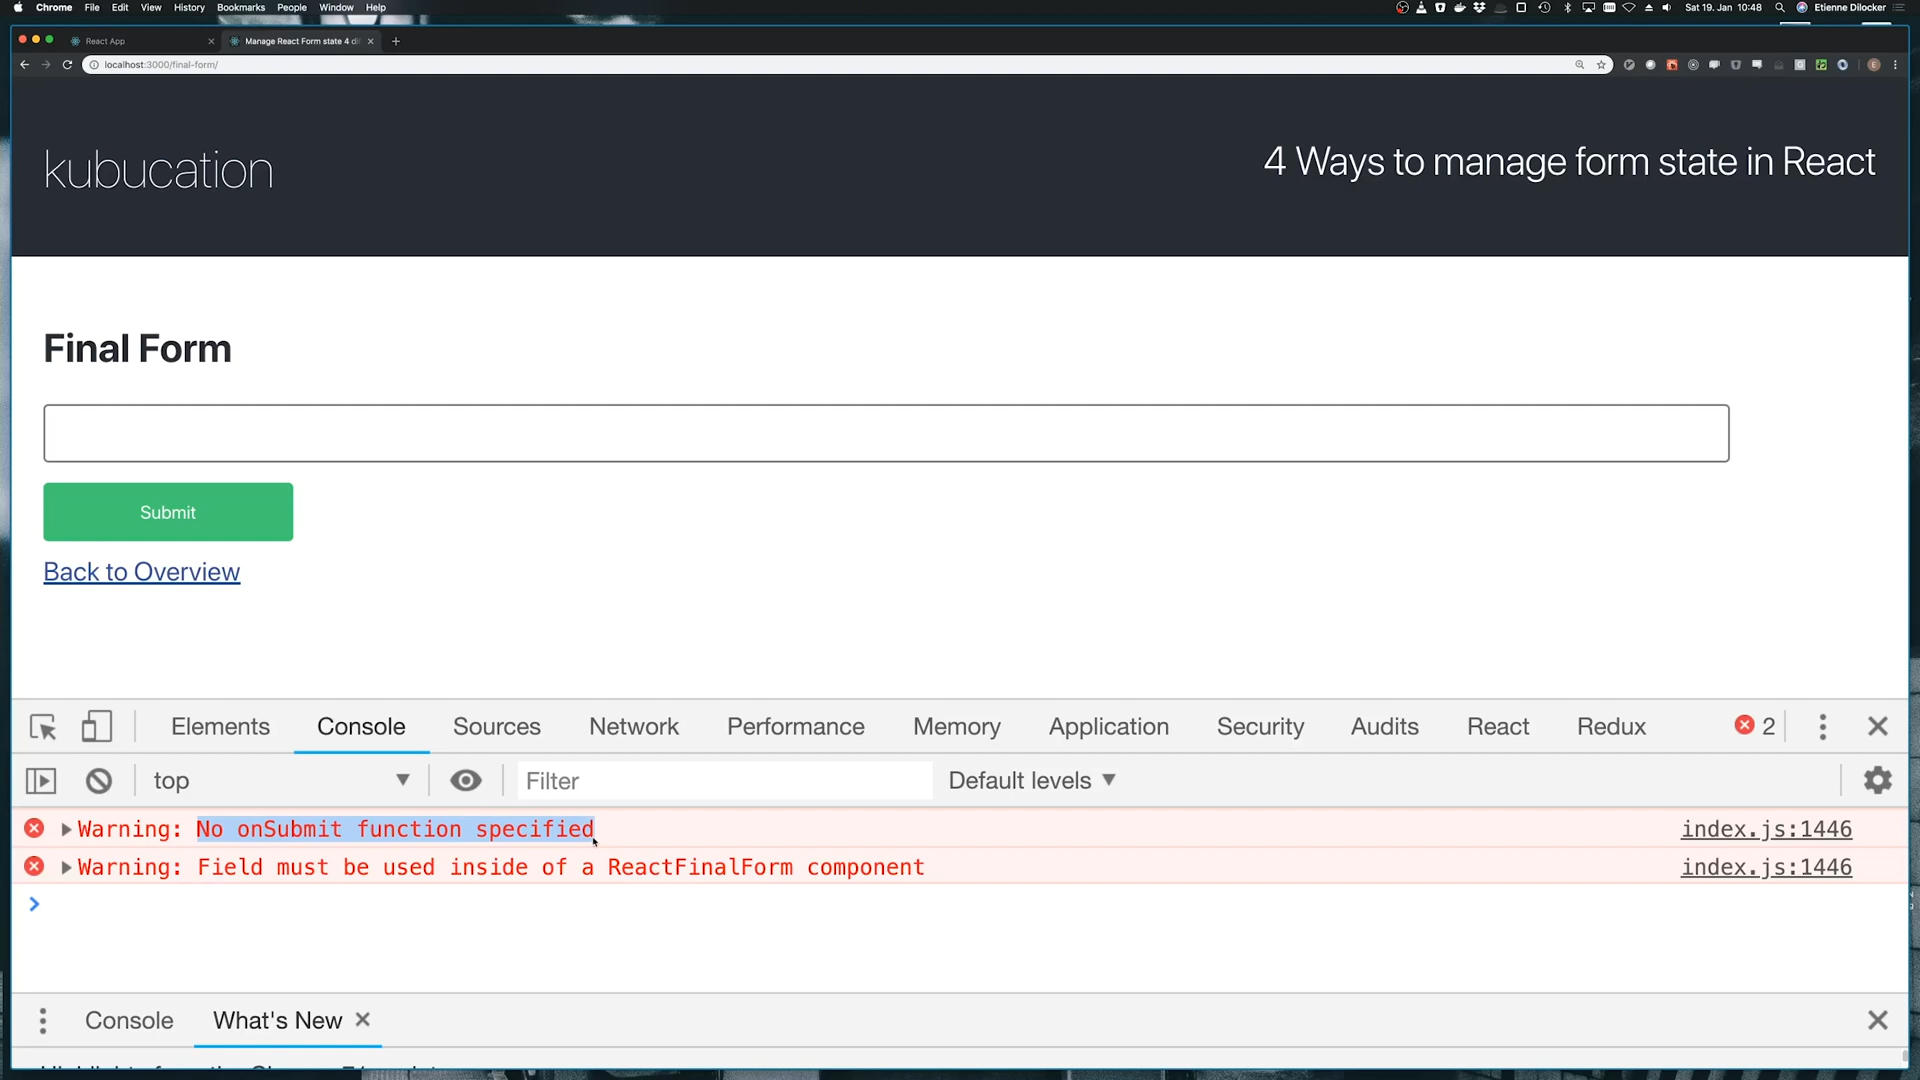 Chrome File Edit View History Bookmarks People Window Help
Sat 19. Jan 10:48 Etienne Dilocker
React App
Manage React Form state 4 di
localhost:3000/final-form/
kubucation
4 Ways to manage form state in React
Final Form
Submit
Back to Overview
Elements Console Sources Network Performance Memory Application Security Audits React Redux 2
top Filter Default levels
Warning: No onSubmit function specified index.js:1446
Warning: Field must be used inside of a ReactFinalForm component index.js:1446
Console What's New